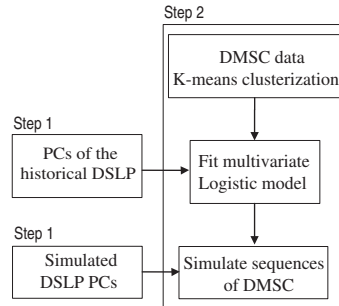 Step 2
DMSC data
K-means clusterization
Step 1
PCs of the
historical DSLP
Fit multivariate
Logistic model
Step 1
Simulated
DSLP PCs
Simulate sequences
of DMSC